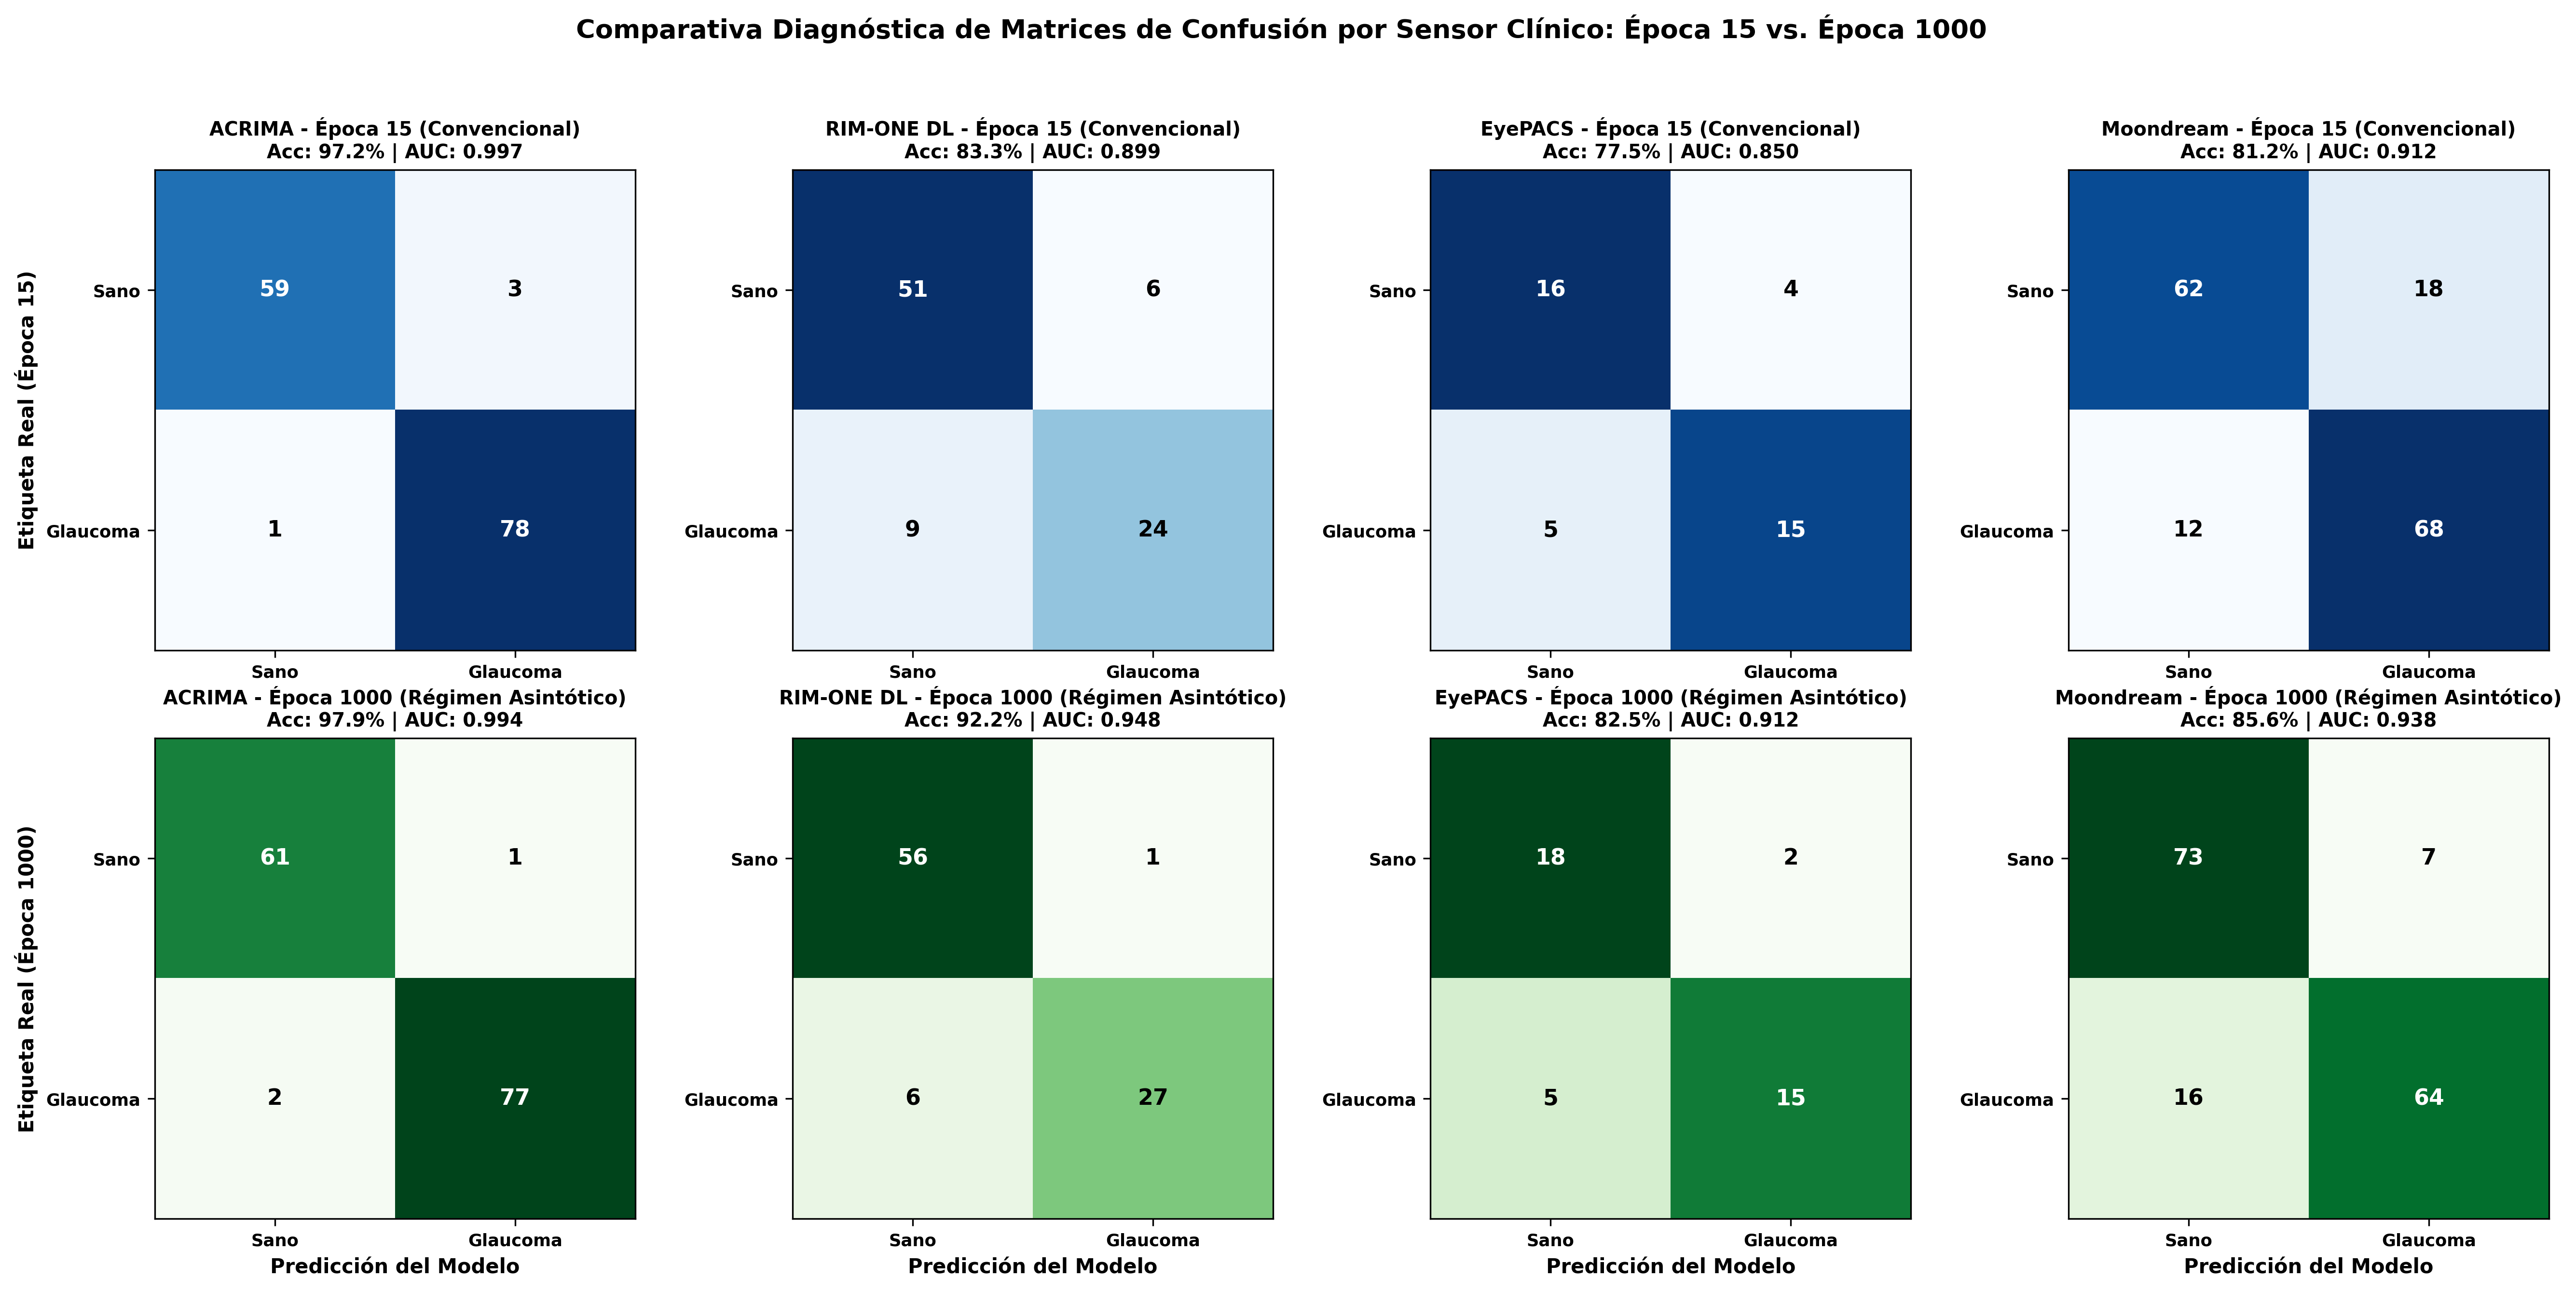 Comparativa Diagnóstica de Matrices de Confusión por Sensor Clínico: Época 15 vs. Época 1000
ACRIMA - Época 15 (Convencional)
Acc: 97.2% | AUC: 0.997
Etiqueta Real (Época 15)
Sano
59
3
Glaucoma
1
78
Sano
Glaucoma
RIM-ONE DL - Época 15 (Convencional)
Acc: 83.3% | AUC: 0.899
Sano
51
6
Glaucoma
9
24
Sano
Glaucoma
EyePACS - Época 15 (Convencional)
Acc: 77.5% | AUC: 0.850
Sano
16
4
Glaucoma
5
15
Sano
Glaucoma
Moondream - Época 15 (Convencional)
Acc: 81.2% | AUC: 0.912
Sano
62
18
Glaucoma
12
68
Sano
Glaucoma
ACRIMA - Época 1000 (Régimen Asintótico)
Acc: 97.9% | AUC: 0.994
Etiqueta Real (Época 1000)
Sano
61
1
Glaucoma
2
77
Sano
Glaucoma
Predicción del Modelo
RIM-ONE DL - Época 1000 (Régimen Asintótico)
Acc: 92.2% | AUC: 0.948
Sano
56
1
Glaucoma
6
27
Sano
Glaucoma
Predicción del Modelo
EyePACS - Época 1000 (Régimen Asintótico)
Acc: 82.5% | AUC: 0.912
Sano
18
2
Glaucoma
5
15
Sano
Glaucoma
Predicción del Modelo
Moondream - Época 1000 (Régimen Asintótico)
Acc: 85.6% | AUC: 0.938
Sano
73
7
Glaucoma
16
64
Sano
Glaucoma
Predicción del Modelo